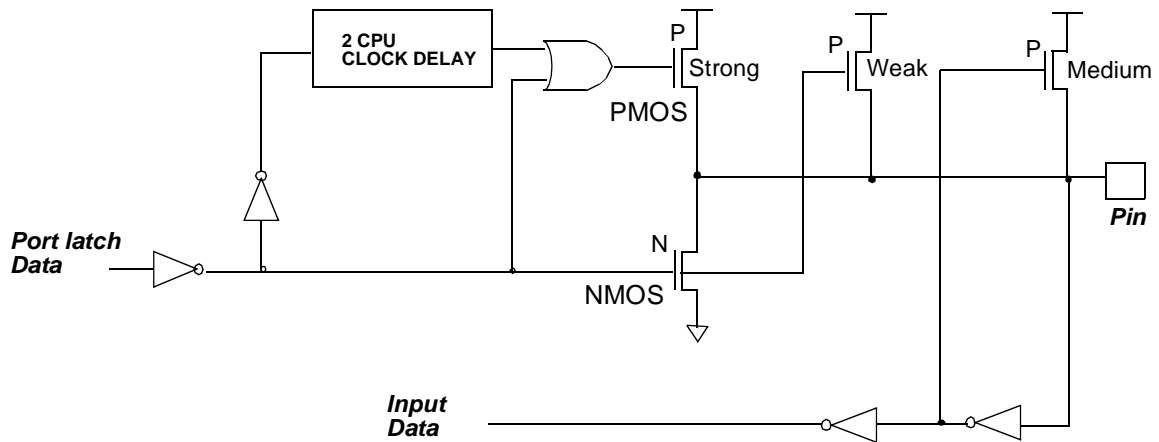 2 CPU
CLOCK DELAY
P
Strong
PMOS
P
Weak
P
Medium
Port latch
Data
N
NMOS
Pin
Input
Data